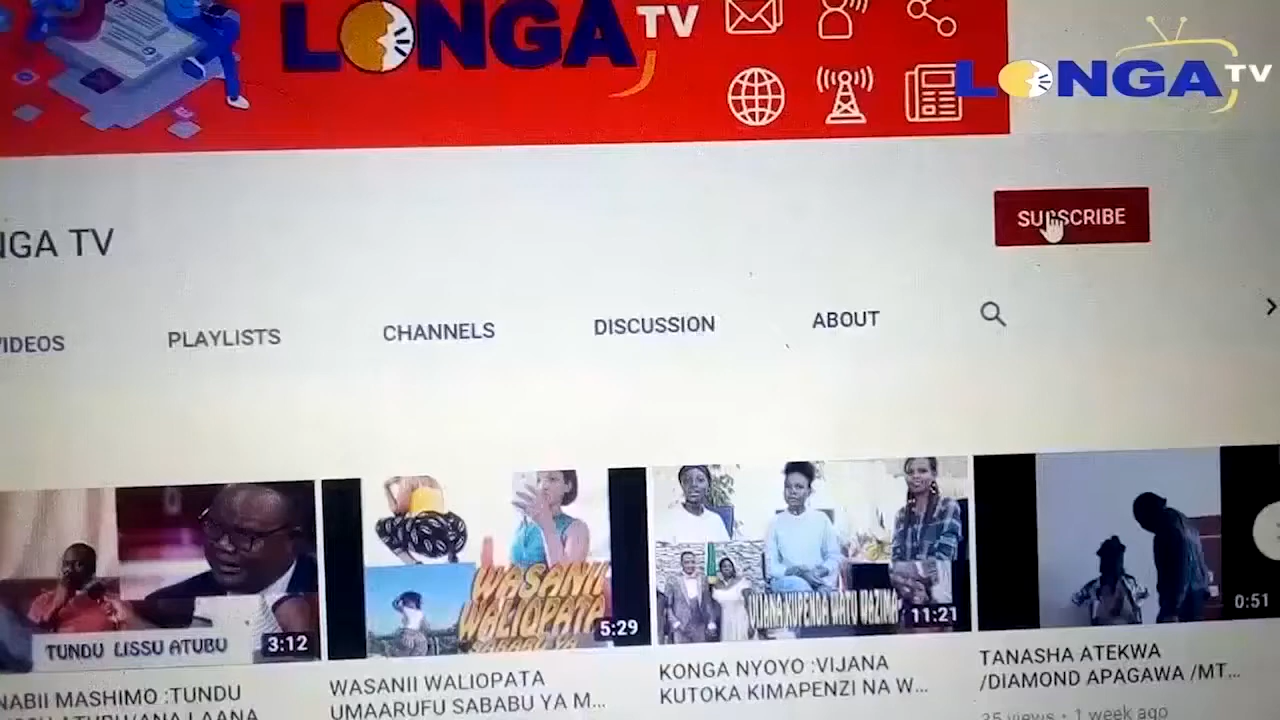 LONGA TV
LONGA TV
NGA TV
SUBSCRIBE
VIDEOS
PLAYLISTS
CHANNELS
DISCUSSION
ABOUT
TUNDU LISSU ATUBU
3:12
WASANII
WALIOPATA
5:29
VIJANA KUPENDA WATU WAZIMA
11:21
0:51
NABII MASHIMO :TUNDU
WASANII WALIOPATA
UMAARUFU SABABU YA M...
KONGA NYOYO :VIJANA
KUTOKA KIMAPENZI NA W...
TANASHA ATEKWA
/DIAMOND APAGAWA /MT...
35 views • 1 week ago